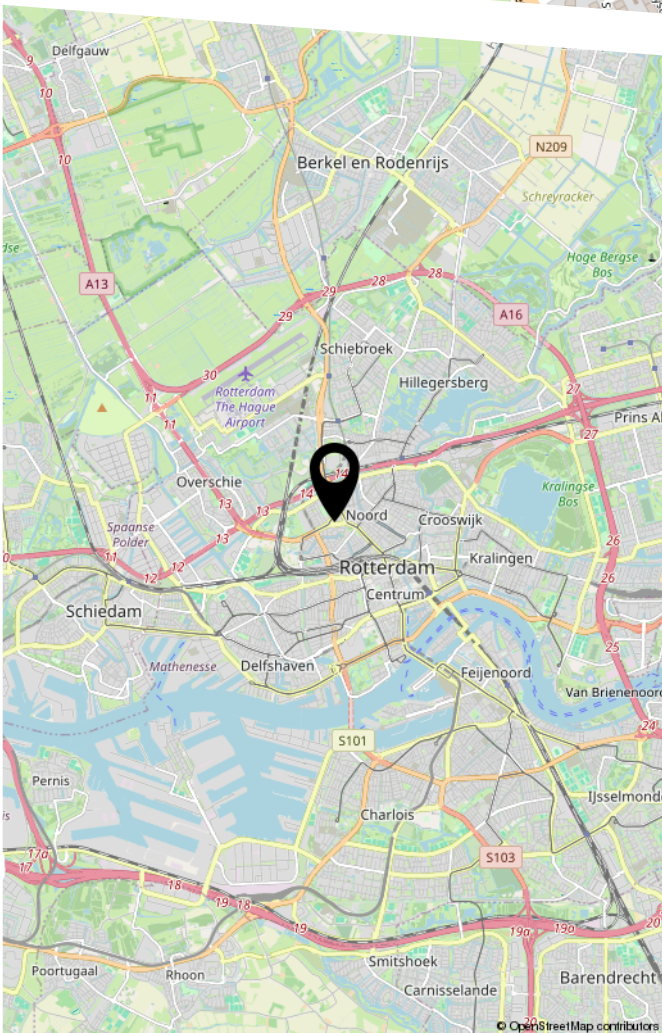 Delfgauw
9
10
10
Berkel en Rodenrijs
N209
Schreyracker
Hoge Bergse
Bos
A13
28
28
29
29
A16
Schiebroek
30
Rotterdam
The Hague
Airport
Hillegersberg
11
11
27
27
Prins Al
14
Overschie
13
14
13
13
Kralingse
Bos
Noord
Crooswijk
Spaanse
Polder
11
12
12
26
26
Kralingen
Rotterdam
Centrum
Schiedam
25
Mathenesse
Delfshaven
Feijenoord
Van Brienenoord
24
S101
Pernis
IJsselmonde
Charlois
S103
17a
17
18
19
18
19
19a
19a
20
Poortugaal
Rhoon
Smitshoek
Carnisselande
Barendrecht
© OpenStreetMap contributors